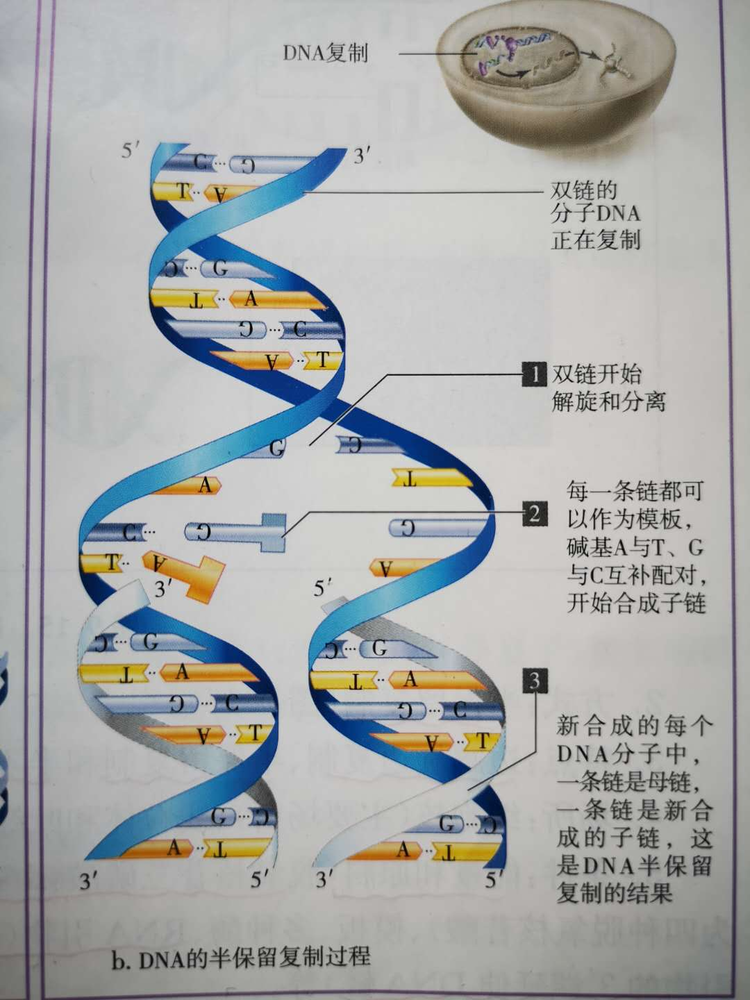 DNA复制
5′
3′
C G
T A
双链的
分子DNA
正在复制
C G
T A
G C
A T
1 双链开始
解旋和分离
G C
A T
每一条链都可
2 以作为模板，
碱基A与T、G
与C互补配对，
开始合成子链
C G G
T A A
3′ 5′
C G C G
T A T A
3
G C G C
A T A T
新合成的每个
DNA分子中，
一条链是母链，
一条链是新合
成的子链，这
是DNA半保留
复制的结果
G C G C
A T A T
3′ 5′ 3′ 5′
b. DNA的半保留复制过程